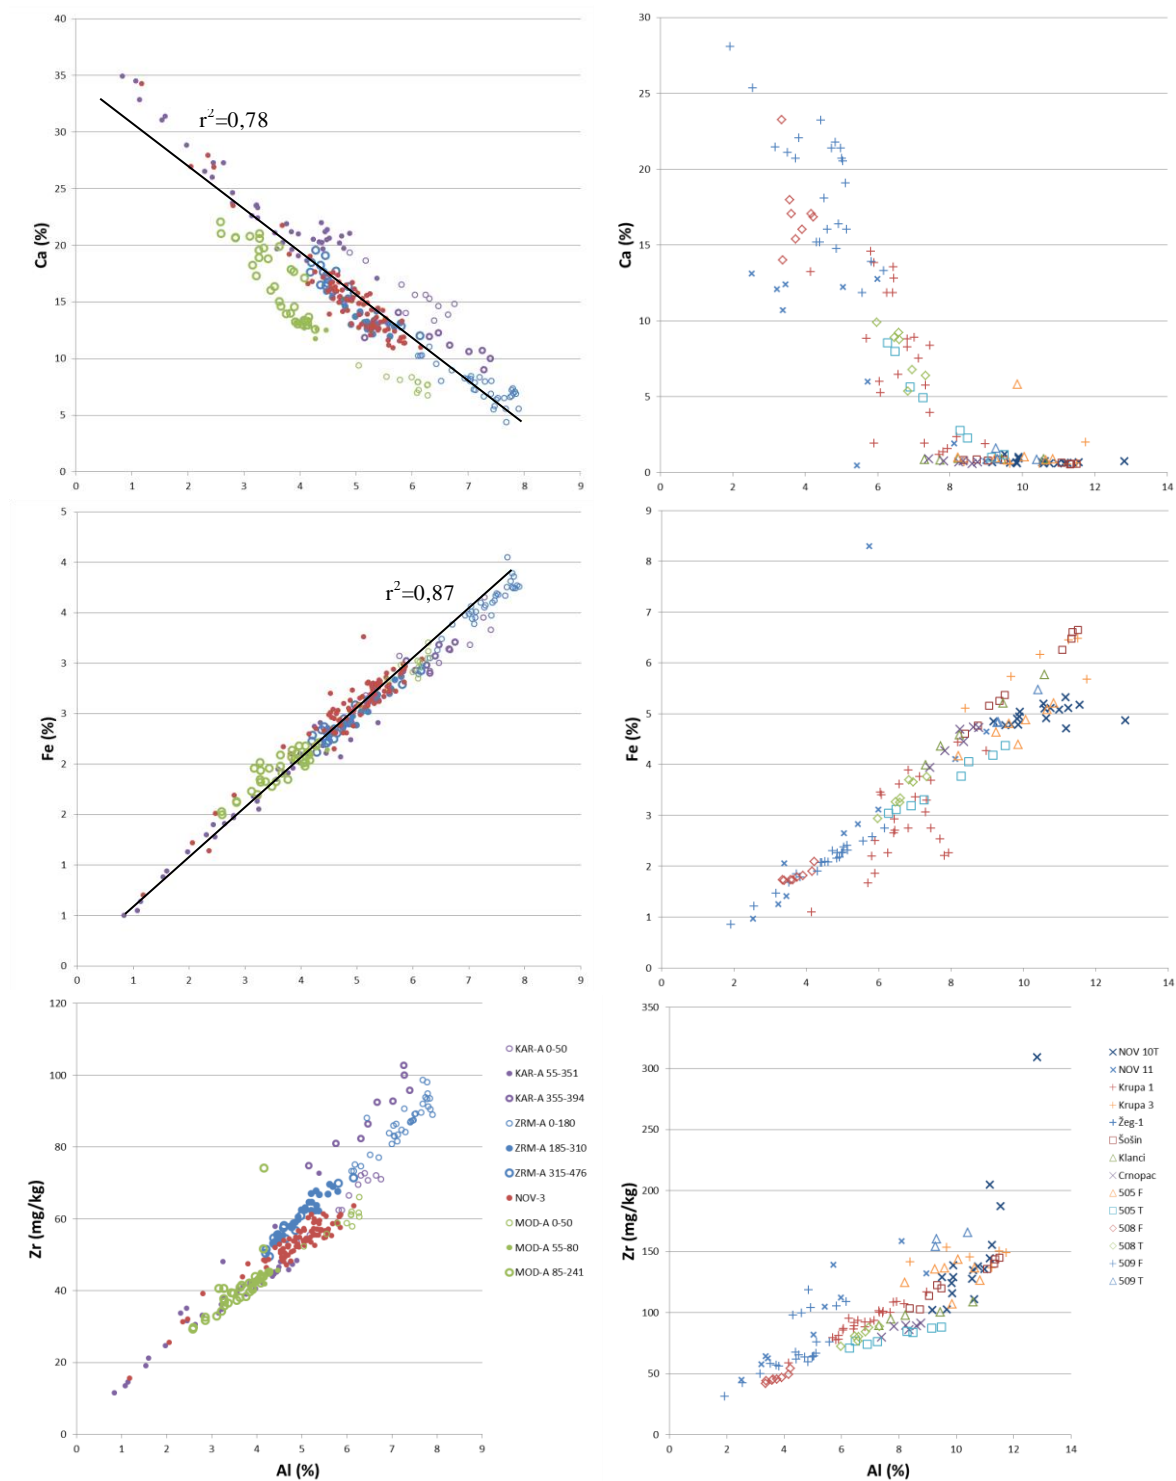 40
35
30
25
20
15
10
5
0
Ca (%)
r²=0,78
0 1 2 3 4 5 6 7 8 9
30
25
20
15
10
5
0
Ca (%)
0 2 4 6 8 10 12 14
5
4
4
3
3
2
2
1
1
0
Fe (%)
r²=0,87
0 1 2 3 4 5 6 7 8 9
9
8
7
6
5
4
3
2
1
0
Fe (%)
0 2 4 6 8 10 12 14
120
100
80
60
40
20
0
Zr (mg/kg)
0 1 2 3 4 5 6 7 8 9
Al (%)
KAR-A 0-50
KAR-A 55-351
KAR-A 355-394
ZRM-A 0-180
ZRM-A 185-310
ZRM-A 315-476
NOV-3
MOD-A 0-50
MOD-A 55-80
MOD-A 85-241
350
300
250
200
150
100
50
0
Zr (mg/kg)
0 2 4 6 8 10 12 14
Al (%)
NOV 10T
NOV 11
Krupa 1
Krupa 3
Žeg-1
Šošin
Klanci
Crnopac
505 F
505 T
508 F
508 T
509 F
509 T